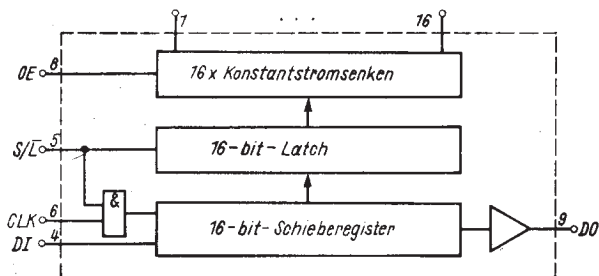 1 . . . 16
OE 8
16 x Konstantstromsenken
S/L̅ 5
16-bit-Latch
&
CLK 6
DI 4
16-bit-Schieberegister
9 DO